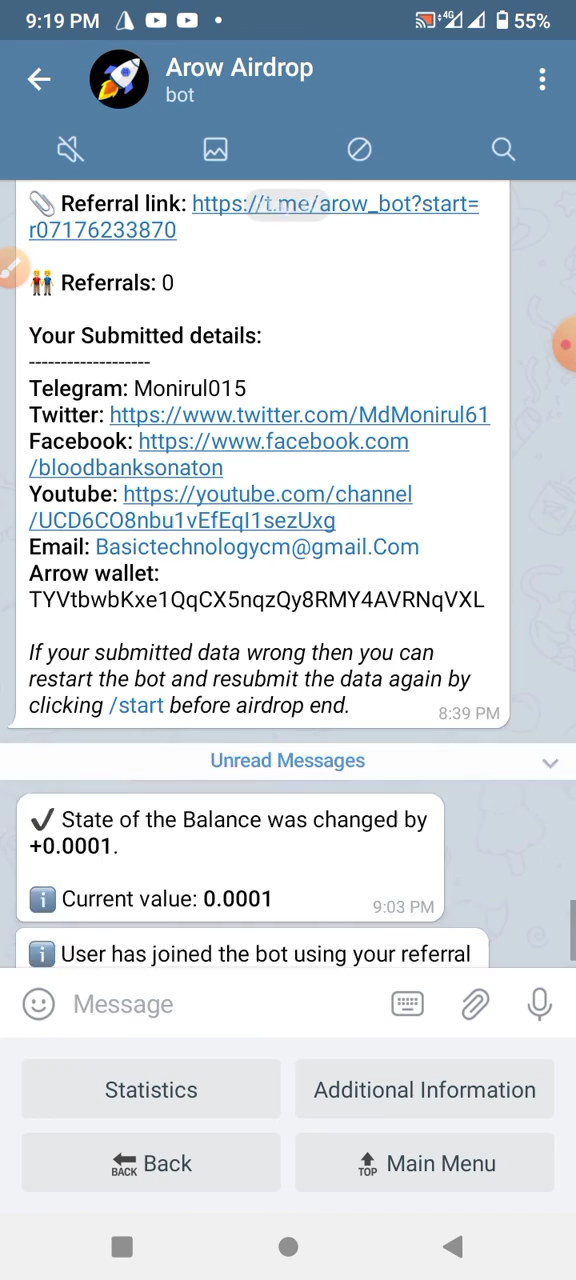 9:19 PM
4G
55%
Arow Airdrop
bot
Referral link: https://t.me/arow_bot?start=
r07176233870
Referrals: 0
Your Submitted details:
-------------------
Telegram: Monirul015
Twitter: https://www.twitter.com/MdMonirul61
Facebook: https://www.facebook.com
/bloodbanksonaton
Youtube: https://youtube.com/channel
/UCD6CO8nbu1vEfEqI1sezUxg
Email: Basictechnologycm@gmail.Com
Arrow wallet:
TYVtbwbKxe1QqCX5nqzQy8RMY4AVRNqVXL
If your submitted data wrong then you can
restart the bot and resubmit the data again by
clicking /start before airdrop end.
8:39 PM
Unread Messages
State of the Balance was changed by
+0.0001.
Current value: 0.0001
9:03 PM
User has joined the bot using your referral
Message
Statistics
Additional Information
BACK Back
TOP Main Menu